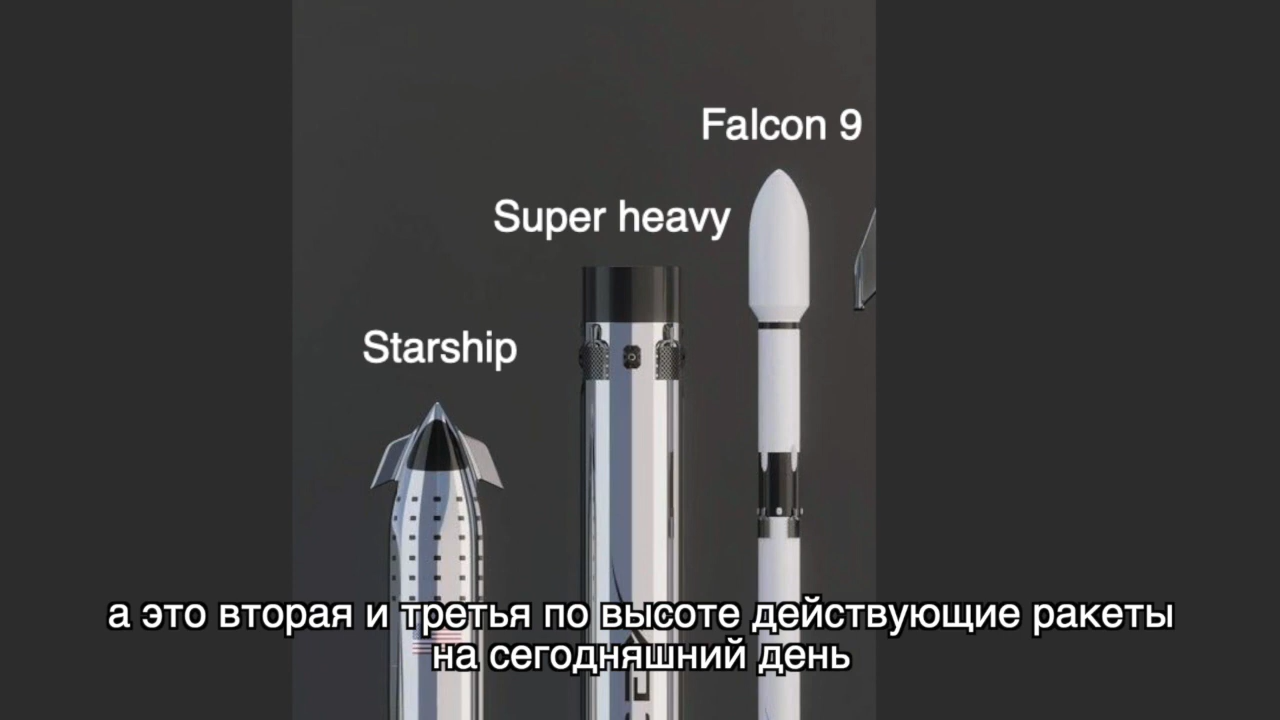 Falcon 9
Super heavy
Starship
а это вторая и третья по высоте действующие ракеты
на сегодняшний день